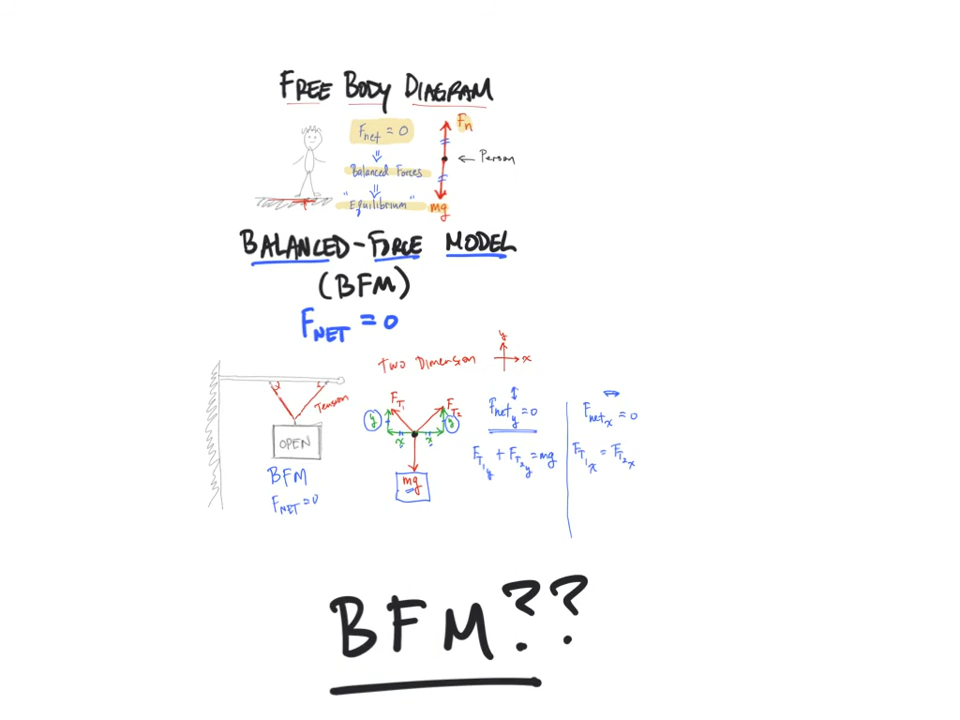 FREE BODY DIAGRAM
Fnet = 0
Fn
← Person
Balanced Forces
"Equilibrium"
mg
BALANCED-FORCE MODEL
(BFM)
FNET = 0
Two Dimension
y
x
Tension
OPEN
BFM
FNET = 0
FT1
FT2
y
y
x
x
mg
Fnety = 0
FT1y + FT2y = mg
Fnetx = 0
FT1x = FT2x
BFM??